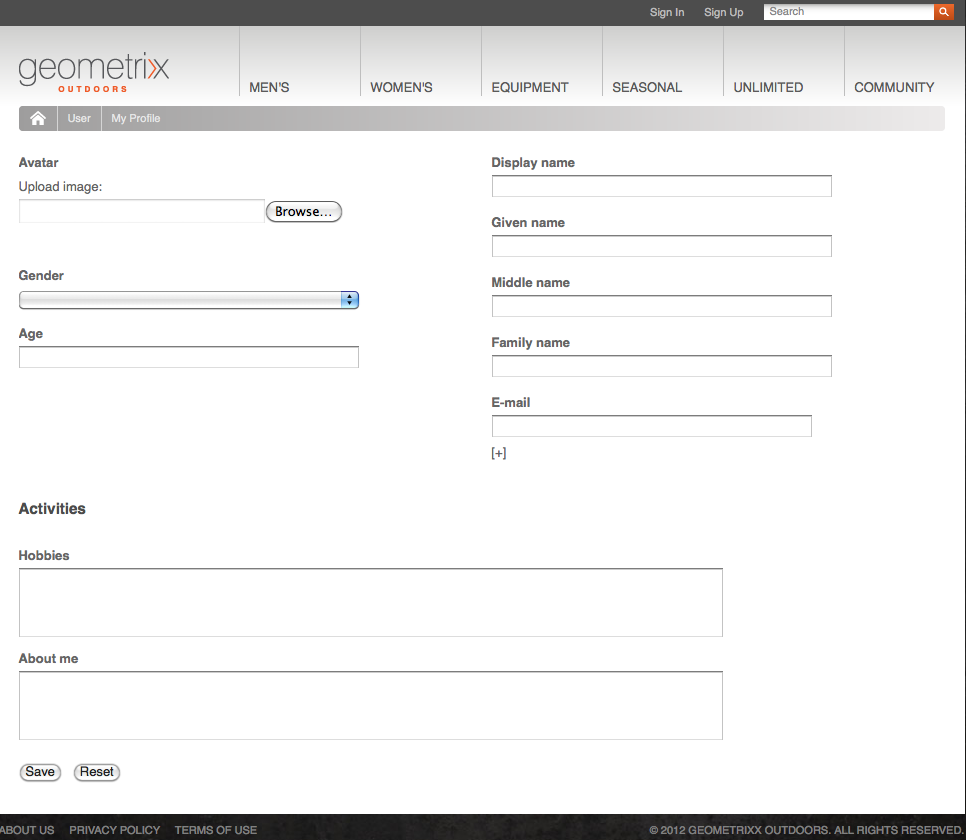 Sign In Sign Up Search
geometrixx
OUTDOORS
MEN'S WOMEN'S EQUIPMENT SEASONAL UNLIMITED COMMUNITY
User My Profile
Avatar
Upload image:
Browse...
Gender
Age
Display name
Given name
Middle name
Family name
E-mail
[+]
Activities
Hobbies
About me
Save Reset
ABOUT US PRIVACY POLICY TERMS OF USE © 2012 GEOMETRIXX OUTDOORS. ALL RIGHTS RESERVED.